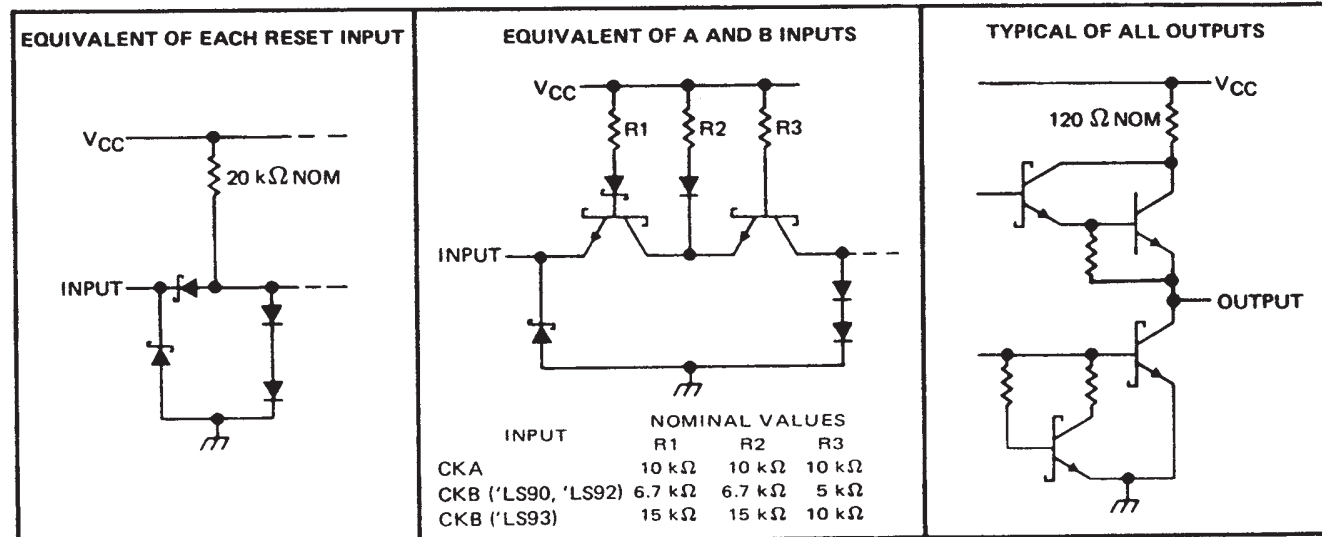 EQUIVALENT OF EACH RESET INPUT
VCC
20 kΩ NOM
INPUT
EQUIVALENT OF A AND B INPUTS
VCC
R1 R2 R3
INPUT
NOMINAL VALUES
INPUT R1 R2 R3
CKA 10 kΩ 10 kΩ 10 kΩ
CKB ('LS90, 'LS92) 6.7 kΩ 6.7 kΩ 5 kΩ
CKB ('LS93) 15 kΩ 15 kΩ 10 kΩ
TYPICAL OF ALL OUTPUTS
VCC
120 Ω NOM
OUTPUT